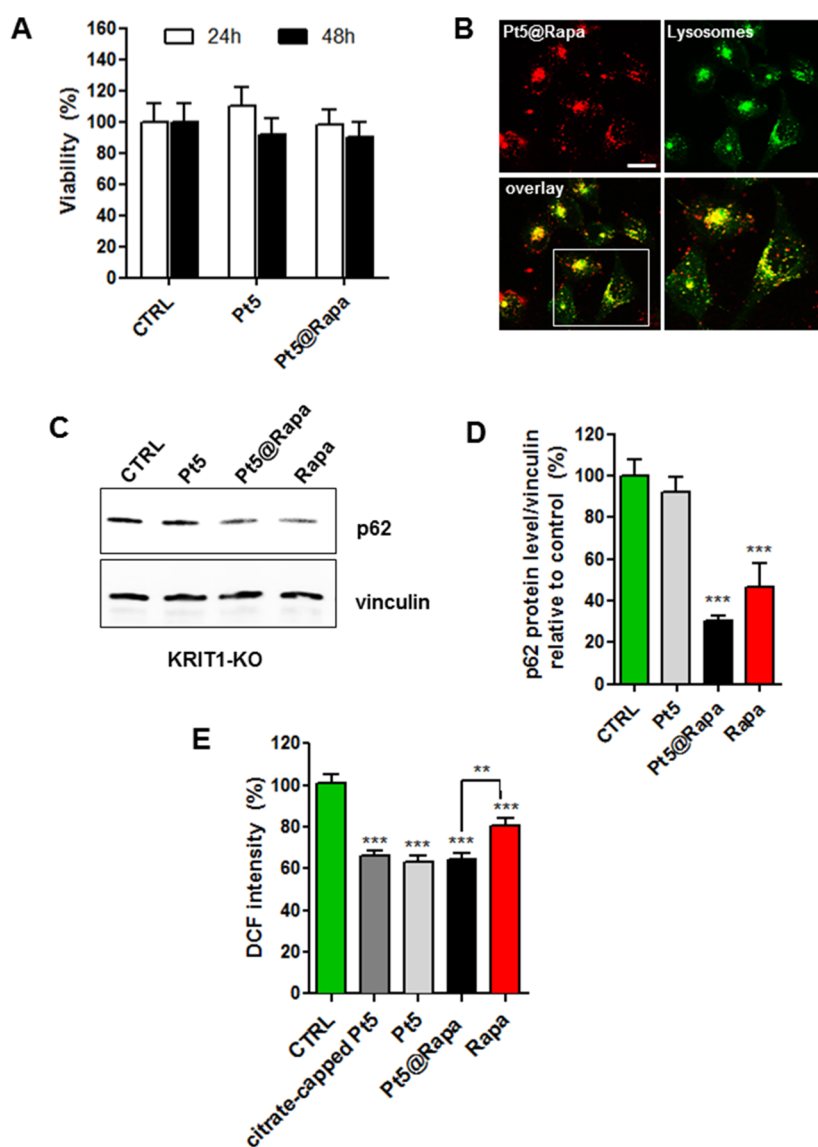 A
24h
48h
Viability (%)
160
140
120
100
80
60
40
20
0
CTRL
Pt5
Pt5@Rapa
B
Pt5@Rapa
Lysosomes
overlay
C
CTRL
Pt5
Pt5@Rapa
Rapa
p62
vinculin
KRIT1-KO
D
p62 protein level/vinculin
relative to control (%)
120
100
80
60
40
20
0
***
***
CTRL
Pt5
Pt5@Rapa
Rapa
E
DCF intensity (%)
120
100
80
60
40
20
0
**
***
***
***
***
CTRL
citrate-capped Pt5
Pt5
Pt5@Rapa
Rapa